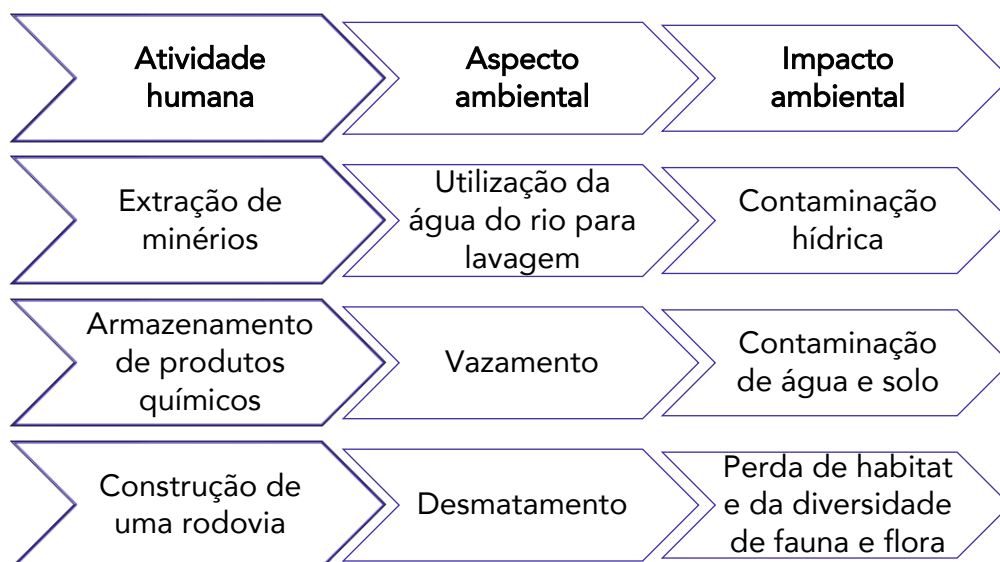 Atividade
humana
Aspecto
ambiental
Impacto
ambiental
Extração de
minérios
Utilização da
água do rio para
lavagem
Contaminação
hídrica
Armazenamento
de produtos
químicos
Vazamento
Contaminação
de água e solo
Construção de
uma rodovia
Desmatamento
Perda de habitat
e da diversidade
de fauna e flora